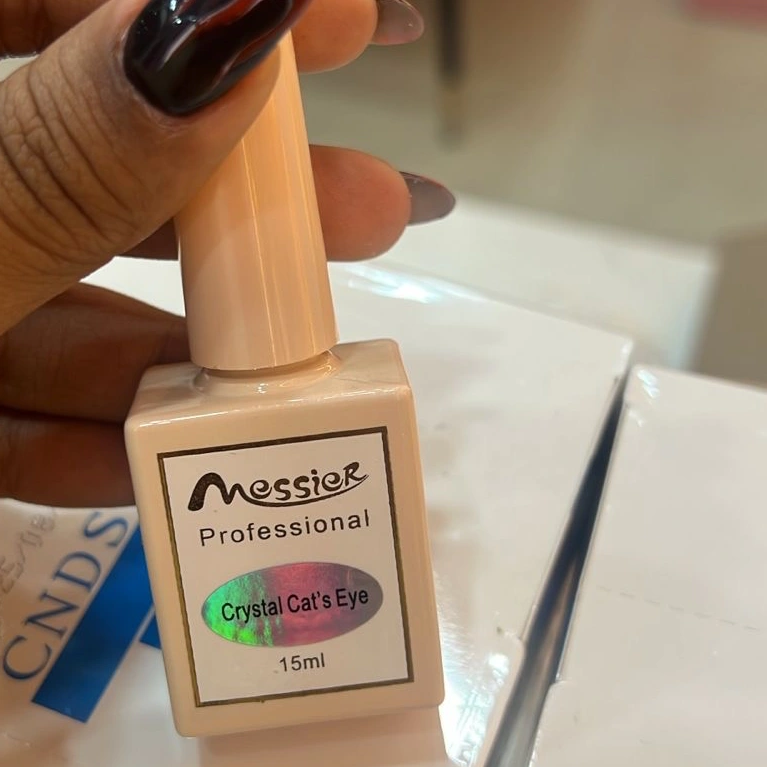 Messier
Professional
Crystal Cat's Eye
15ml
CNDS